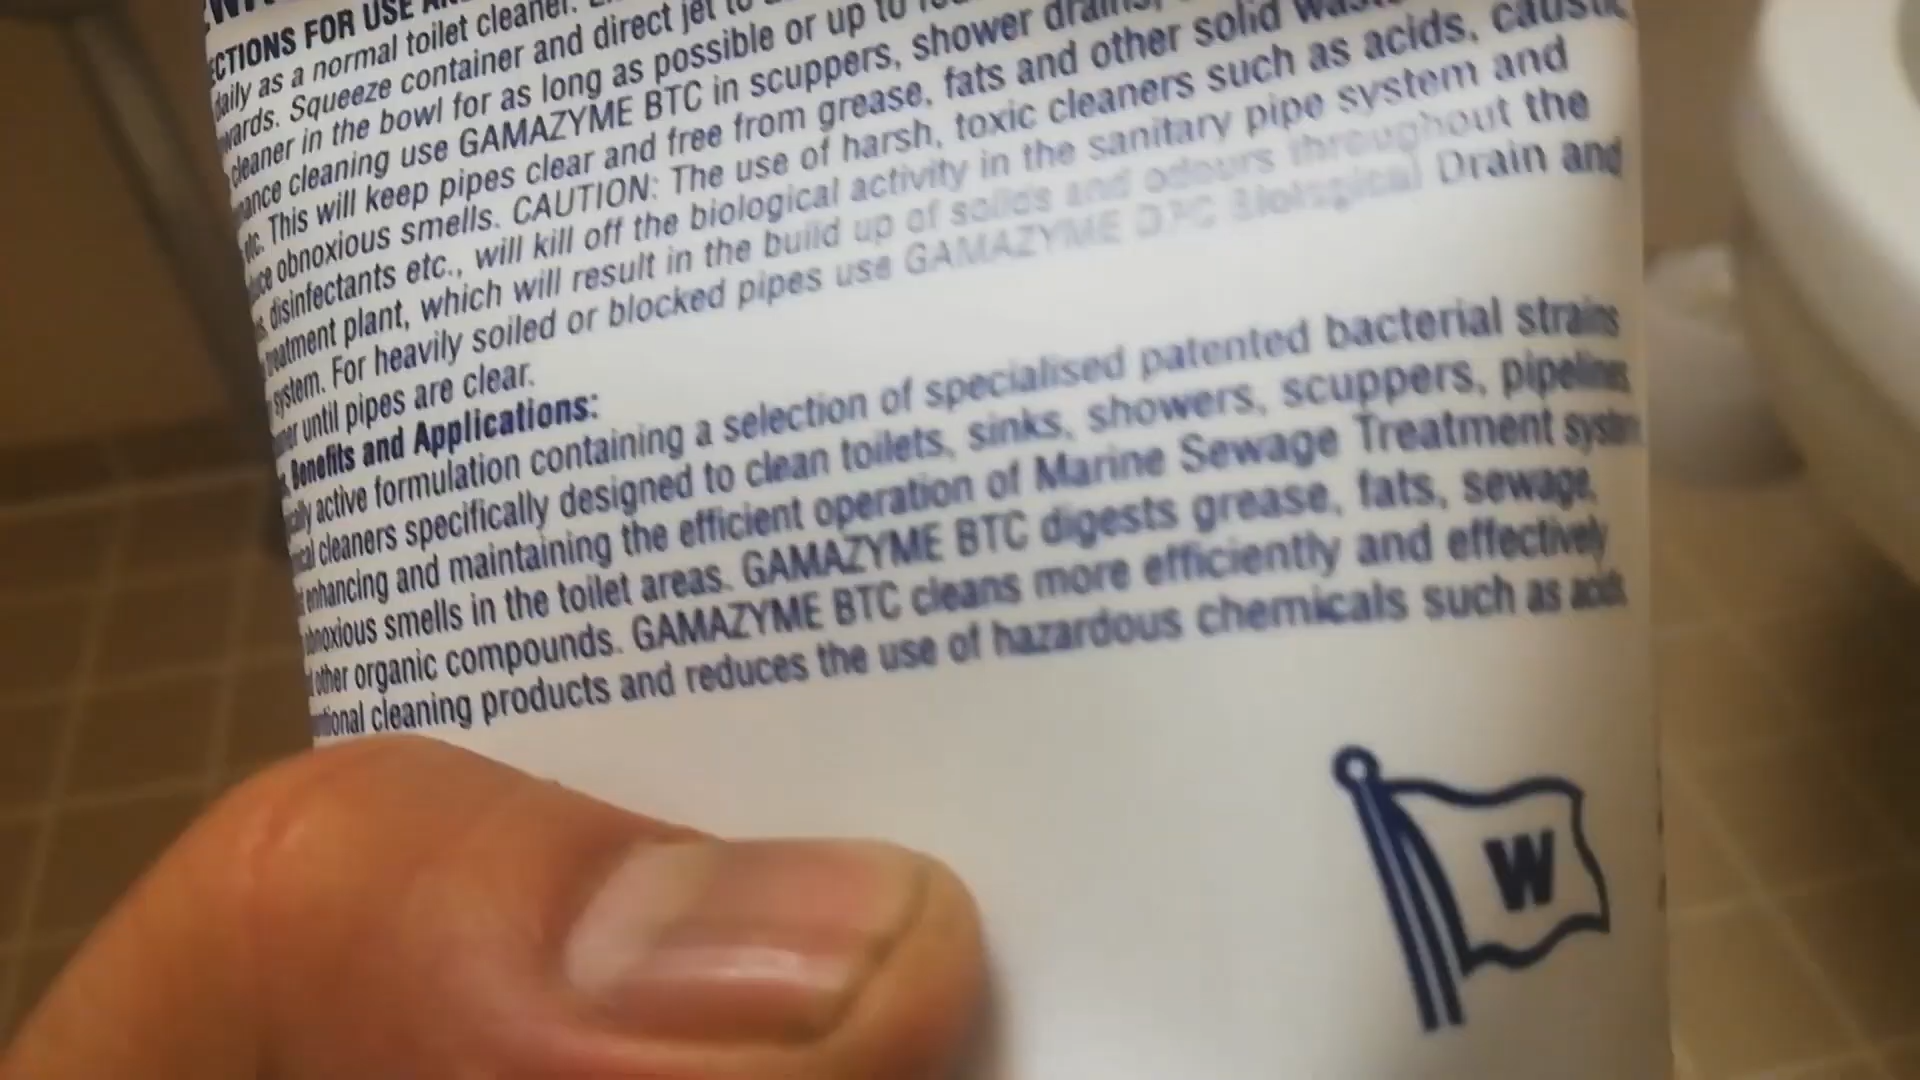 CTIONS FOR USE AN
daily as a normal toilet cleaner.
wards. Squeeze container and direct jet to
cleaner in the bowl for as long as possible or up to
nance cleaning use GAMAZYME BTC in scuppers, shower drains,
etc. This will keep pipes clear and free from grease, fats and other solid
uce obnoxious smells. CAUTION: The use of harsh, toxic cleaners such as acids, caustic
disinfectants etc., will kill off the biological activity in the sanitary pipe system and
treatment plant, which will result in the build up of solids and odours throughout the
system. For heavily soiled or blocked pipes use GAMAZYME Biological Drain and
until pipes are clear.
Benefits and Applications:
cally active formulation containing a selection of specialised patented bacterial strains
ical cleaners specifically designed to clean toilets, sinks, showers, scuppers, pipelines
enhancing and maintaining the efficient operation of Marine Sewage Treatment system
obnoxious smells in the toilet areas. GAMAZYME BTC digests grease, fats, sewage,
other organic compounds. GAMAZYME BTC cleans more efficiently and effectively
tional cleaning products and reduces the use of hazardous chemicals such as acids
W